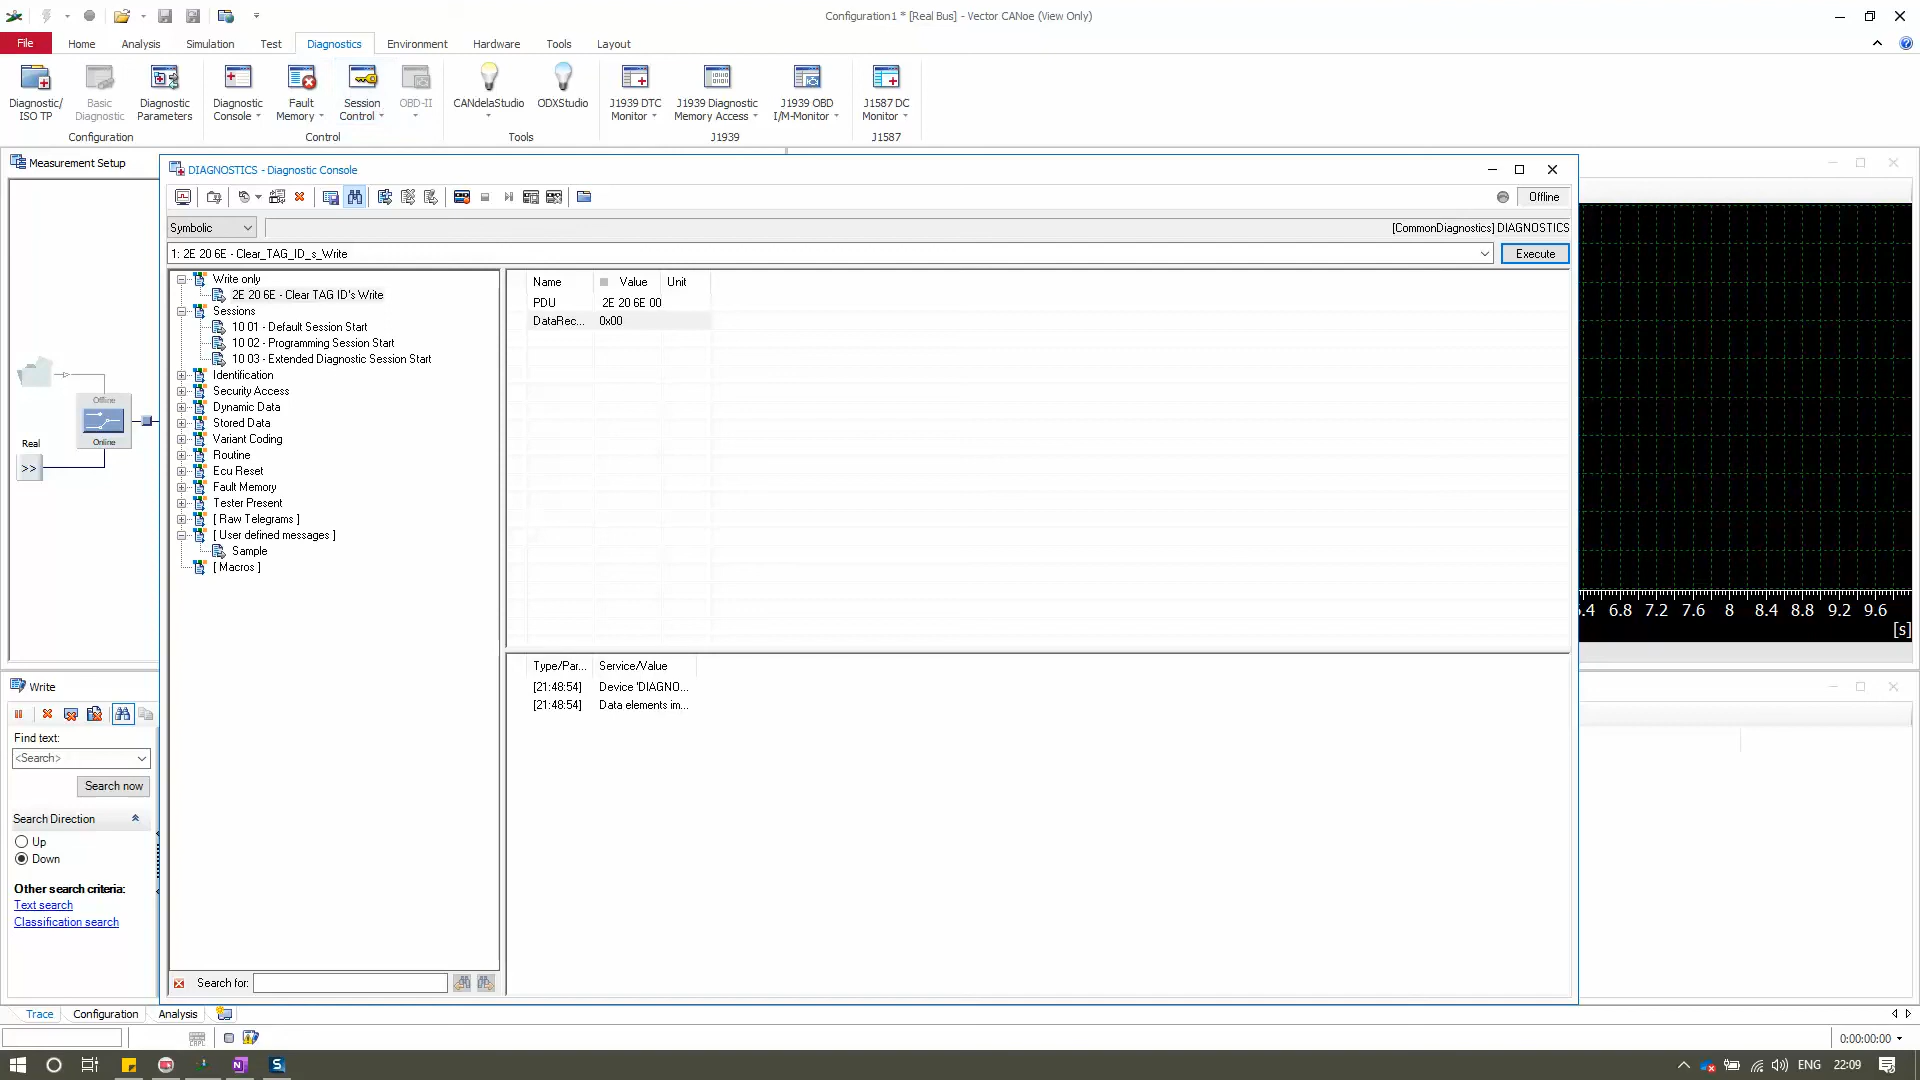 Configuration1 * [Real Bus] - Vector CANoe (View Only)
File Home Analysis Simulation Test Diagnostics Environment Hardware Tools Layout
Diagnostic/ ISO TP
Basic Diagnostic
Diagnostic Parameters
Diagnostic Console
Fault Memory
Session Control
OBD-II
CANdelaStudio
ODXStudio
J1939 DTC Monitor
J1939 Diagnostic Memory Access
J1939 OBD I/M-Monitor
J1587 DC Monitor
Configuration Control Tools J1939 J1587
Measurement Setup
DIAGNOSTICS - Diagnostic Console
Offline
Symbolic
[CommonDiagnostics] DIAGNOSTICS
1: 2E 20 6E - Clear_TAG_ID_s_Write
Execute
Write only
2E 20 6E - Clear TAG ID's Write
Sessions
10 01 - Default Session Start
10 02 - Programming Session Start
10 03 - Extended Diagnostic Session Start
Identification
Security Access
Dynamic Data
Stored Data
Variant Coding
Routine
Ecu Reset
Fault Memory
Tester Present
[ Raw Telegrams ]
[ User defined messages ]
Sample
[ Macros ]
Search for:
Name Value Unit
PDU 2E 20 6E 00
DataRec... 0x00
Type/Par... Service/Value
[21:48:54] Device 'DIAGNO...
[21:48:54] Data elements im...
Offline
Online
Real
>>
.4 6.8 7.2 7.6 8 8.4 8.8 9.2 9.6
[s]
Write
Find text:
<Search>
Search now
Search Direction
Up
Down
Other search criteria:
Text search
Classification search
Trace Configuration Analysis
0:00:00:00
ENG 22:09